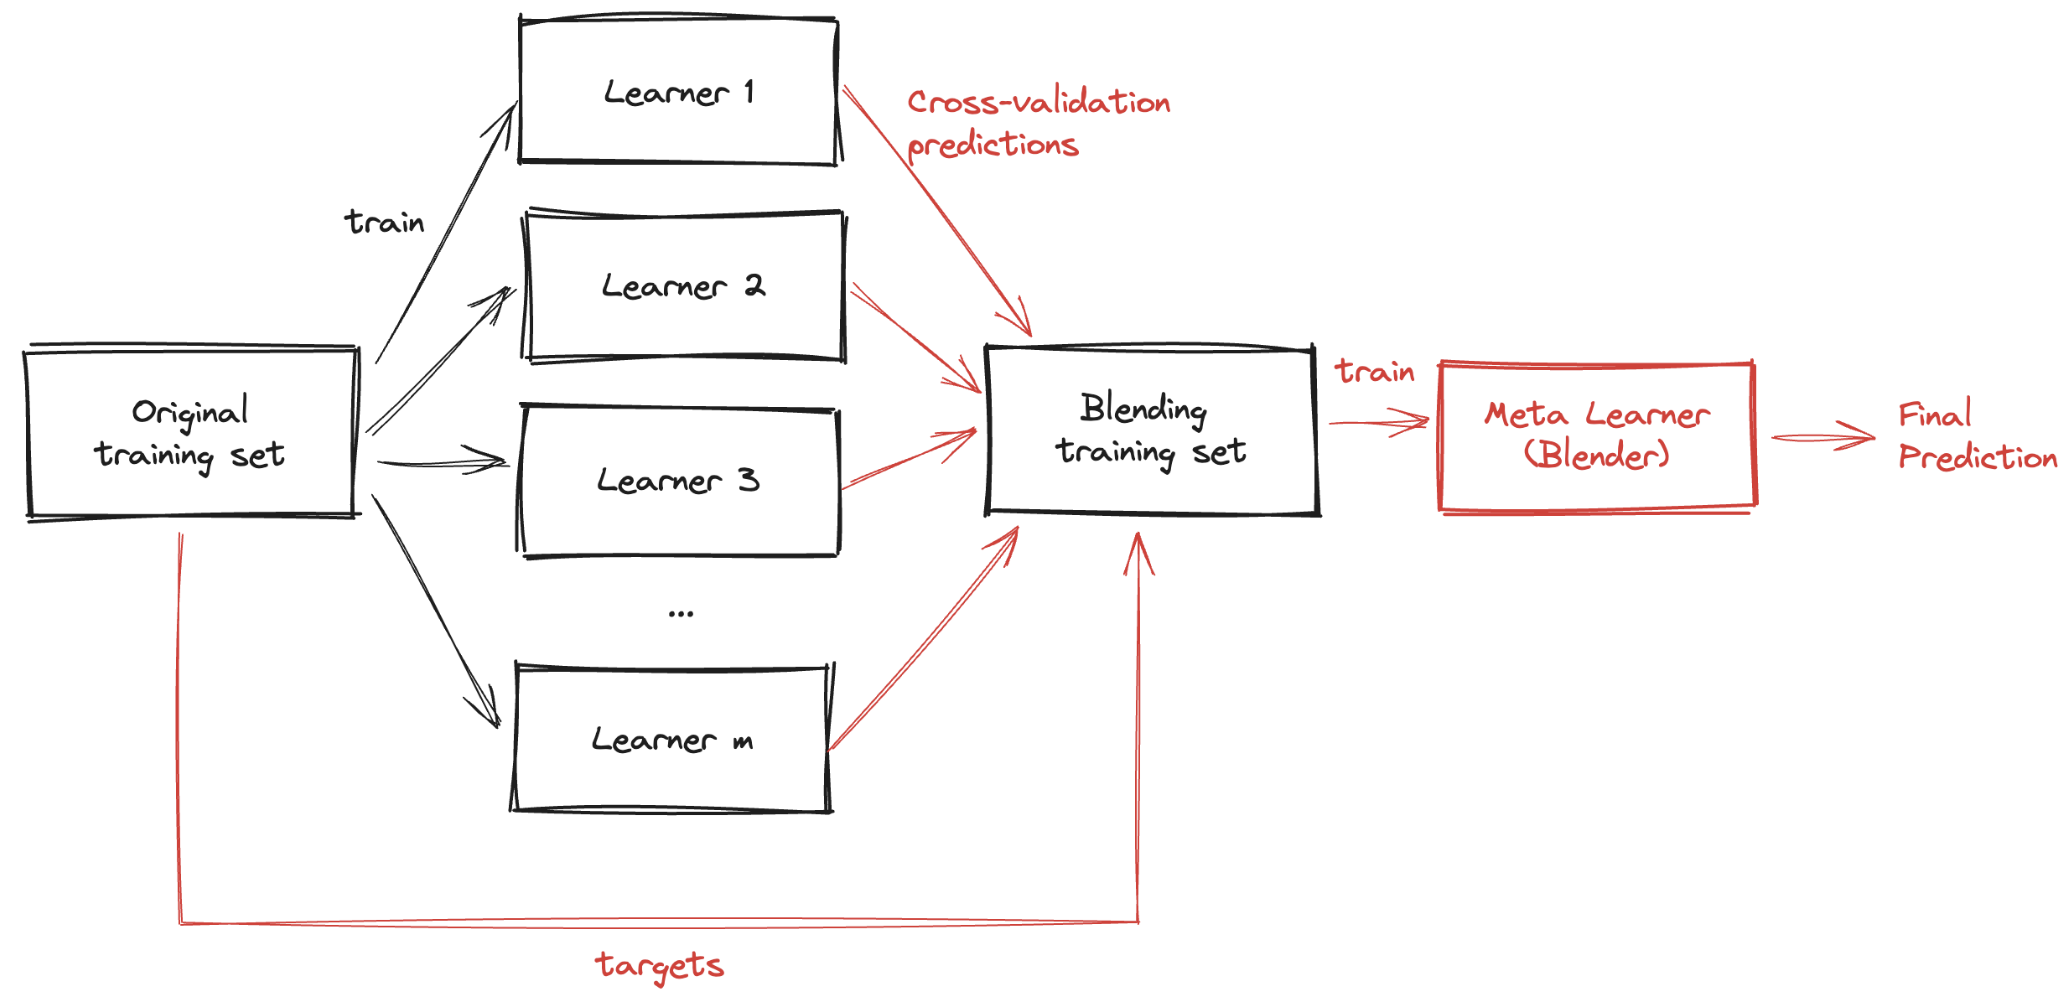 Learner 1
Cross-validation
predictions
train
Learner 2
Original
training set
Learner 3
Blending
training set
train
Meta Learner
(Blender)
Final
Prediction
...
Learner m
targets